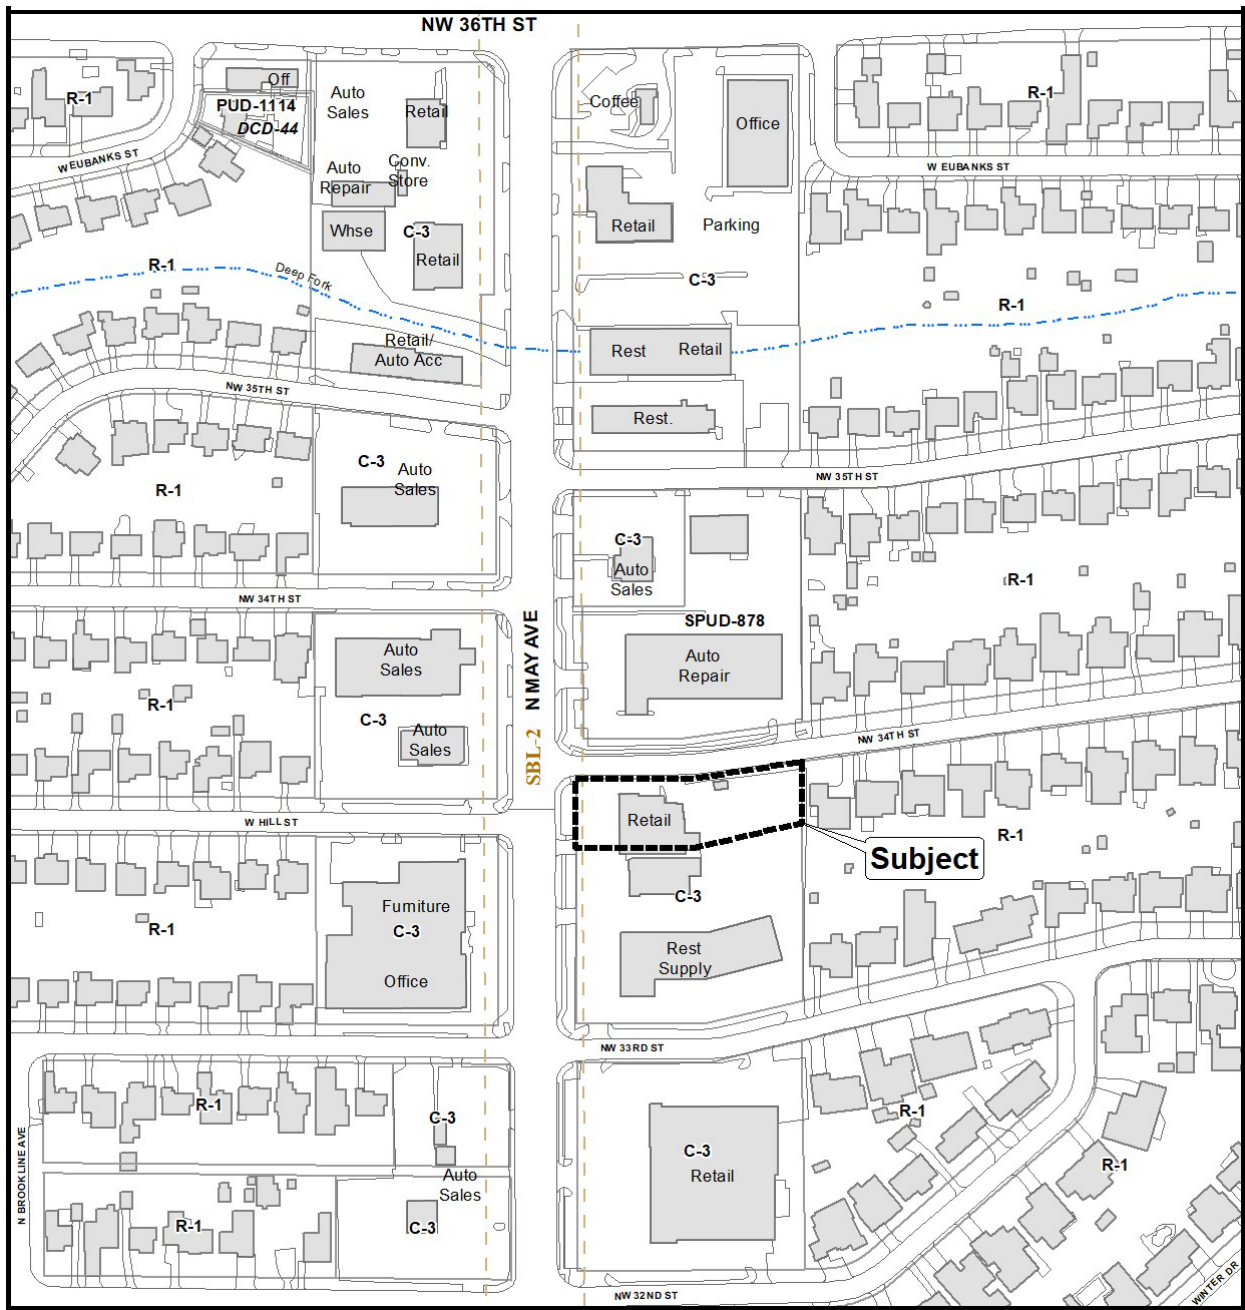 NW 36TH ST
Off
R-1
PUD-1114
DCD-44
Auto
Sales
Retail
Coffee
Office
R-1
W EUBANKS ST
Conv.
Store
Auto
Repair
W EUBANKS ST
Whse
C-3
Retail
Retail
Parking
R-1
Deep Fork
C-3
R-1
Retail/
Auto Acc
Rest
Retail
NW 35TH ST
Rest.
C-3
Auto
Sales
R-1
NW 35TH ST
C-3
Auto
Sales
R-1
NW 34TH ST
N MAY AVE
SPUD-878
Auto
Sales
Auto
Repair
R-1
C-3
Auto
Sales
SBL-2
NW 34TH ST
W HILL ST
Retail
R-1
Subject
C-3
Furniture
C-3
R-1
Office
Rest
Supply
NW 33RD ST
R-1
C-3
R-1
N BROOKLINE AVE
C-3
Retail
R-1
Auto
Sales
R-1
C-3
WINTER DR
NW 32ND ST